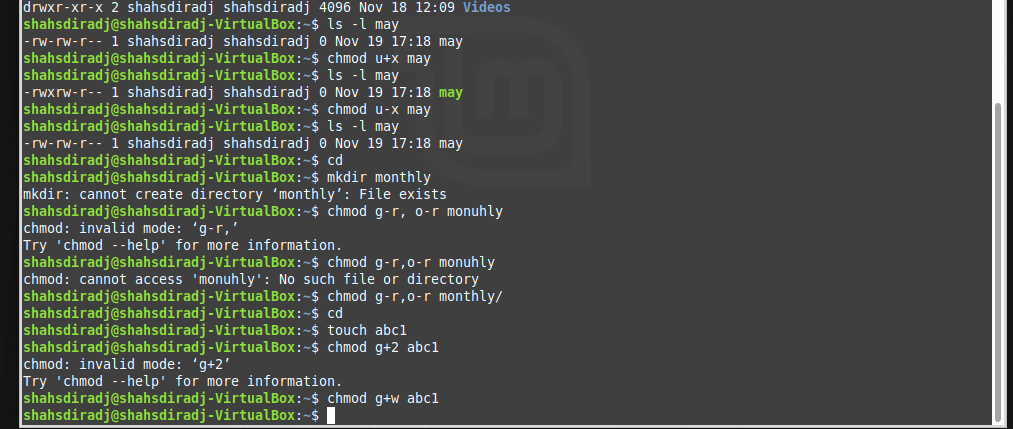 drwxr-xr-x 2 shahsdiradj shahsdiradj 4096 Nov 18 12:09 Videos
shahsdiradj@shahsdiradj-VirtualBox:~$ ls -l may
-rw-rw-r-- 1 shahsdiradj shahsdiradj 0 Nov 19 17:18 may
shahsdiradj@shahsdiradj-VirtualBox:~$ chmod u+x may
shahsdiradj@shahsdiradj-VirtualBox:~$ ls -l may
-rwxrw-r-- 1 shahsdiradj shahsdiradj 0 Nov 19 17:18 may
shahsdiradj@shahsdiradj-VirtualBox:~$ chmod u-x may
shahsdiradj@shahsdiradj-VirtualBox:~$ ls -l may
-rw-rw-r-- 1 shahsdiradj shahsdiradj 0 Nov 19 17:18 may
shahsdiradj@shahsdiradj-VirtualBox:~$ cd
shahsdiradj@shahsdiradj-VirtualBox:~$ mkdir monthly
mkdir: cannot create directory ‘monthly’: File exists
shahsdiradj@shahsdiradj-VirtualBox:~$ chmod g-r, o-r monuhly
chmod: invalid mode: ‘g-r,’
Try 'chmod --help' for more information.
shahsdiradj@shahsdiradj-VirtualBox:~$ chmod g-r,o-r monuhly
chmod: cannot access 'monuhly': No such file or directory
shahsdiradj@shahsdiradj-VirtualBox:~$ chmod g-r,o-r monthly/
shahsdiradj@shahsdiradj-VirtualBox:~$ cd
shahsdiradj@shahsdiradj-VirtualBox:~$ touch abc1
shahsdiradj@shahsdiradj-VirtualBox:~$ chmod g+2 abc1
chmod: invalid mode: ‘g+2’
Try 'chmod --help' for more information.
shahsdiradj@shahsdiradj-VirtualBox:~$ chmod g+w abc1
shahsdiradj@shahsdiradj-VirtualBox:~$